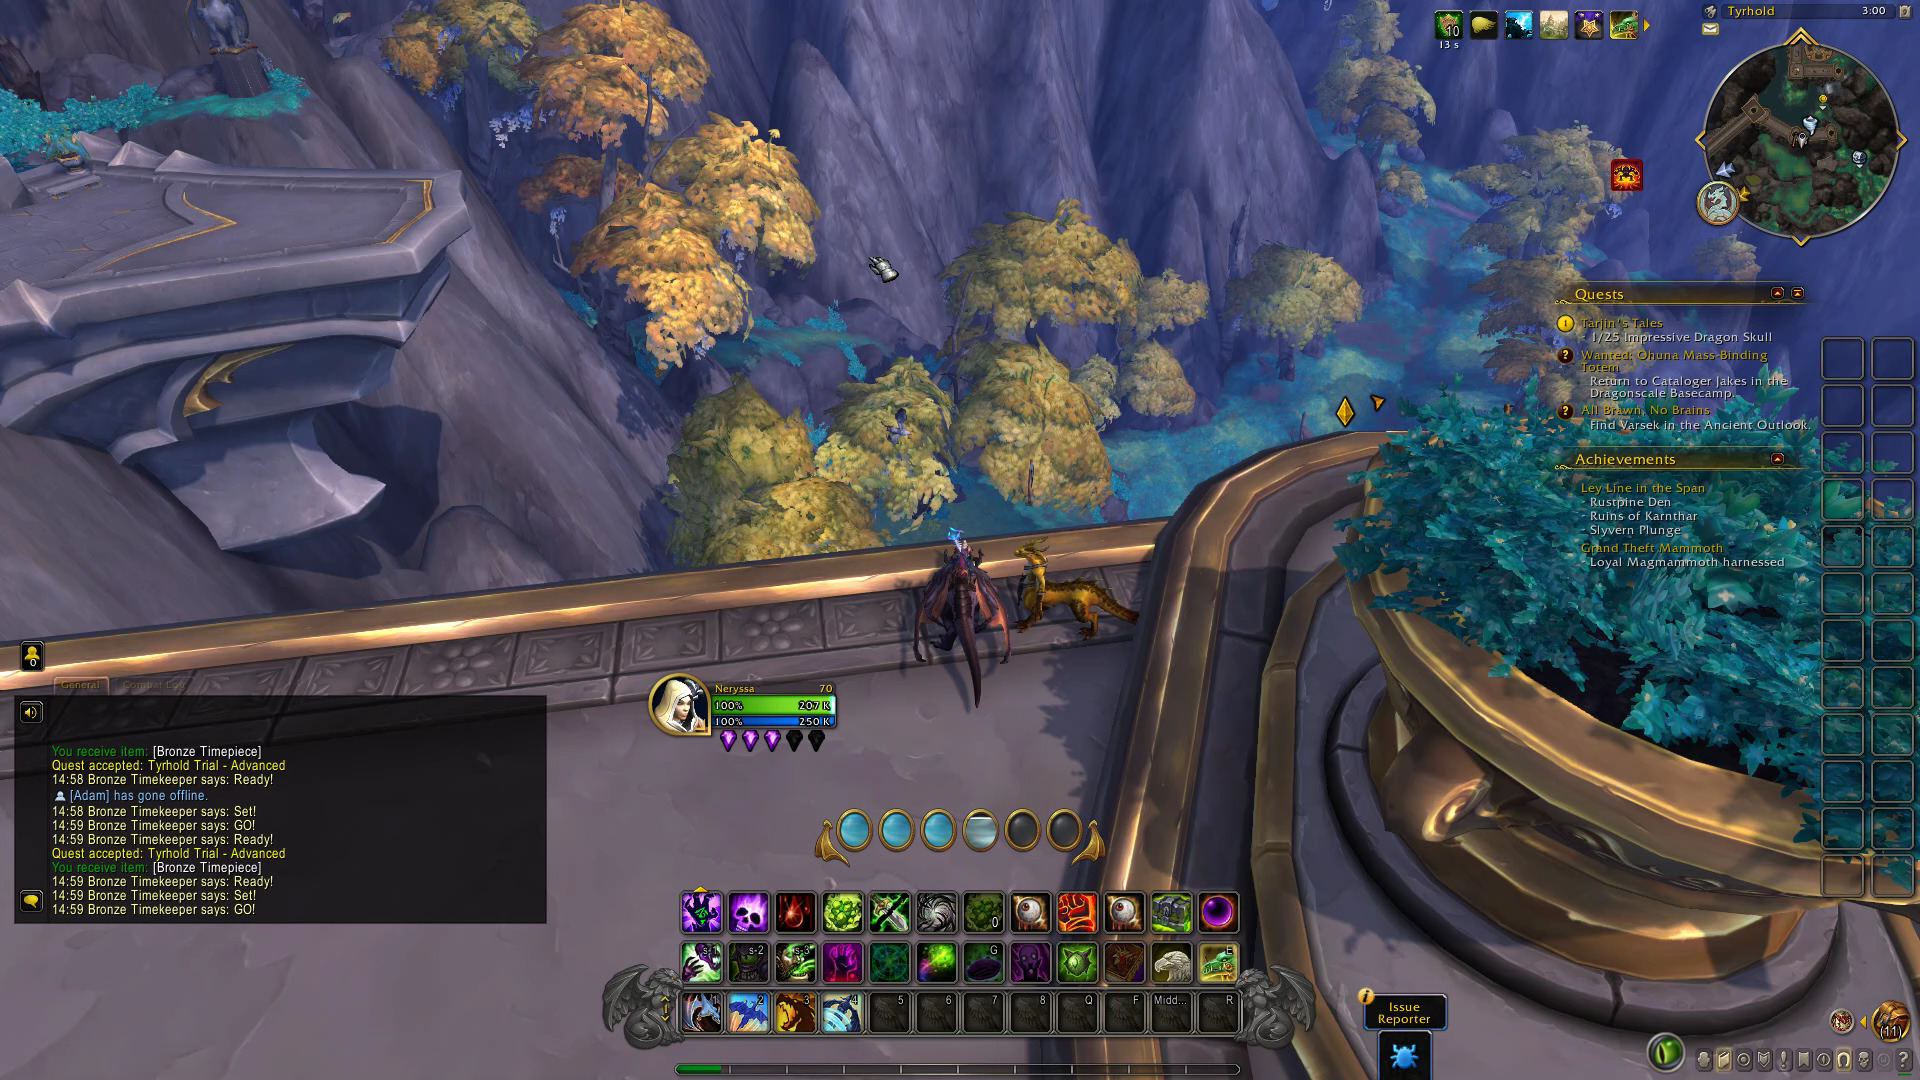 10
13 s
Tyrhold
3:00
Quests
Tarjin's Tales
- 1/25 Impressive Dragon Skull
Wanted: Ohuna Mass-Binding
Totem
Return to Cataloger Jakes in the
Dragonscale Basecamp.
All Brawn, No Brains
Find Varsek in the Ancient Outlook.
Achievements
Ley Line in the Span
- Rustpine Den
- Ruins of Karnthar
- Slyvern Plunge
Grand Theft Mammoth
- Loyal Magmammoth harnessed
0
General
Combat Log
You receive item: [Bronze Timepiece]
Quest accepted: Tyrhold Trial - Advanced
14:58 Bronze Timekeeper says: Ready!
[Adam] has gone offline.
14:58 Bronze Timekeeper says: Set!
14:59 Bronze Timekeeper says: GO!
14:59 Bronze Timekeeper says: Ready!
Quest accepted: Tyrhold Trial - Advanced
You receive item: [Bronze Timepiece]
14:59 Bronze Timekeeper says: Ready!
14:59 Bronze Timekeeper says: Set!
14:59 Bronze Timekeeper says: GO!
Neryssa 70
100% 207 K
100% 250 K
0
s-1 s-2 s-3 G E
1 2 3 4 5 6 7 8 Q F Midd... R
Issue
Reporter
(11)